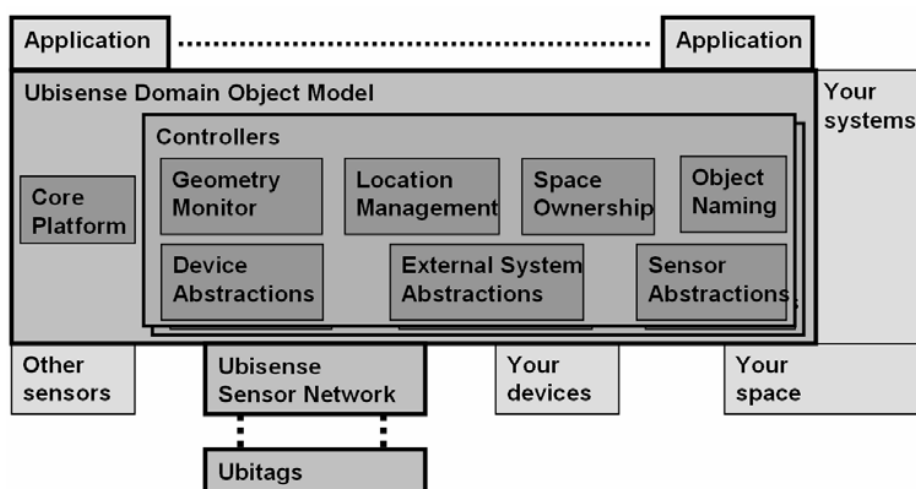 Application
Application
Ubisense Domain Object Model
Your
systems
Controllers
Core
Platform
Geometry
Monitor
Location
Management
Space
Ownership
Object
Naming
Device
Abstractions
External System
Abstractions
Sensor
Abstractions
Other
sensors
Ubisense
Sensor Network
Your
devices
Your
space
Ubitags